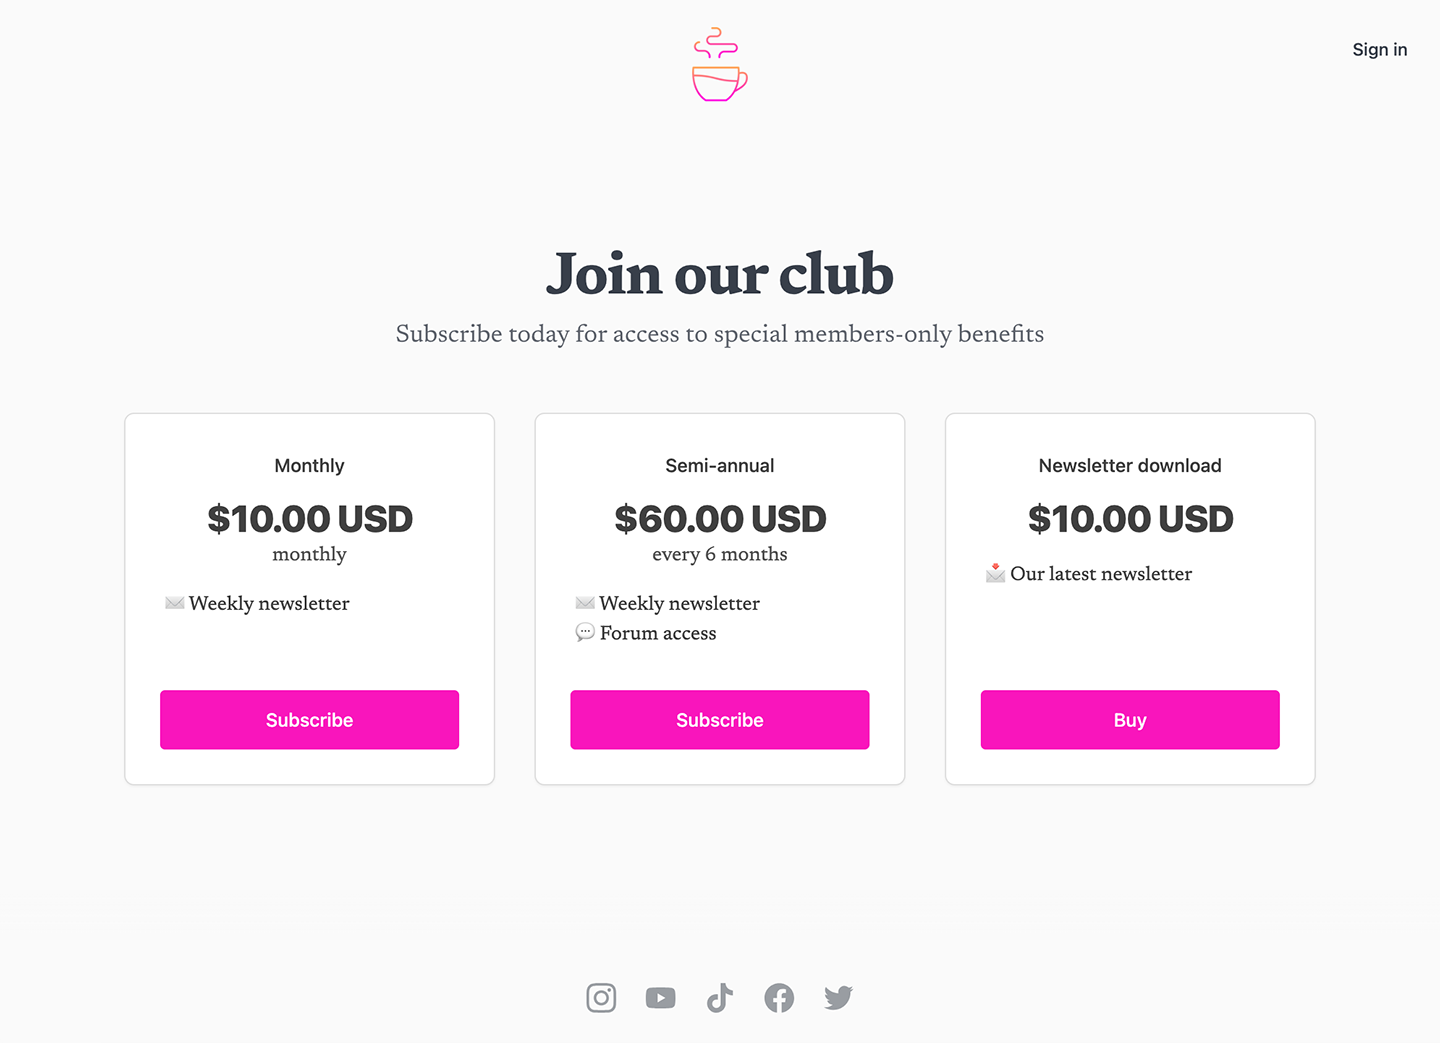 Sign in
Join our club
Subscribe today for access to special members-only benefits
Monthly
$10.00 USD
monthly
Weekly newsletter
Subscribe
Semi-annual
$60.00 USD
every 6 months
Weekly newsletter
Forum access
Subscribe
Newsletter download
$10.00 USD
Our latest newsletter
Buy